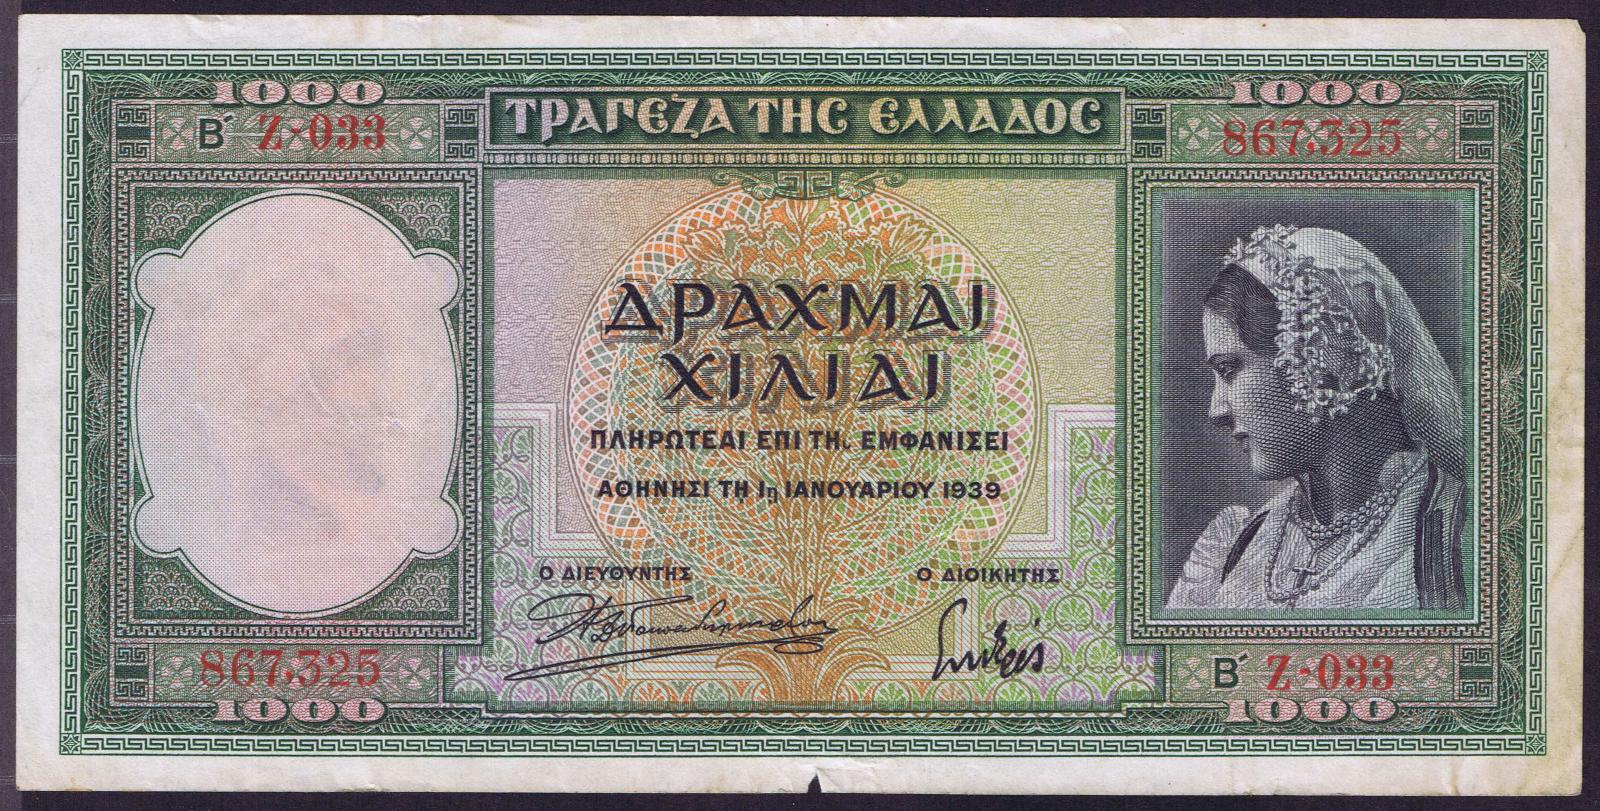 1000 1000
ΤΡΑΠΕΖΑ ΤΗΣ ΕΛΛΑΔΟΣ
Β΄ Ζ·033 867,325
ΔΡΑΧΜΑΙ
ΧΙΛΙΑΙ
ΠΛΗΡΩΤΕΑΙ ΕΠΙ ΤΗι ΕΜΦΑΝΙΣΕΙ
ΑΘΗΝΗΣΙ ΤΗ 1η ΙΑΝΟΥΑΡΙΟΥ 1939
Ο ΔΙΕΥΘΥΝΤΗΣ Ο ΔΙΟΙΚΗΤΗΣ
867,325 Β΄ Ζ·033
1000 1000